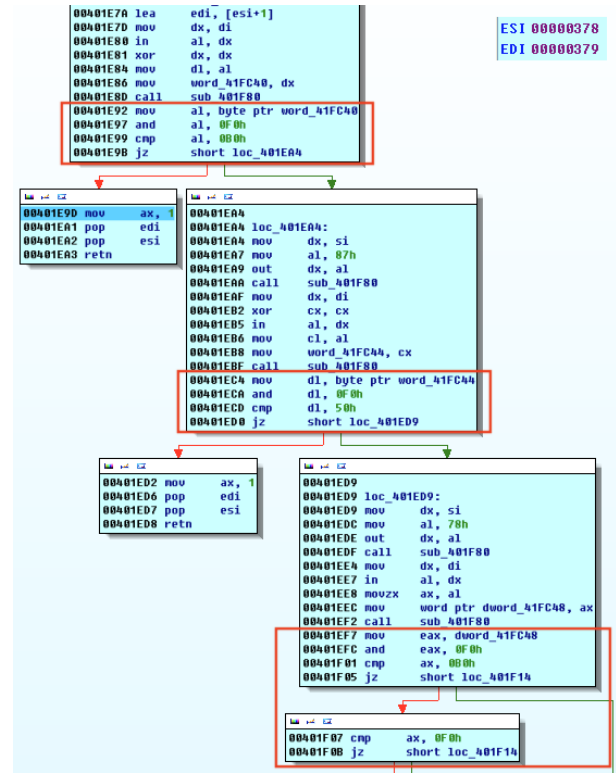 00401E7A lea edi, [esi+1]
00401E7D mov dx, di
00401E80 in al, dx
00401E81 xor dx, dx
00401E84 mov dl, al
00401E86 mov word_41FC40, dx
00401E8D call sub_401F80
00401E92 mov al, byte ptr word_41FC40
00401E97 and al, 0F0h
00401E99 cmp al, 0B0h
00401E9B jz short loc_401EA4
ESI 00000378
EDI 00000379
00401E9D mov ax, 1
00401EA1 pop edi
00401EA2 pop esi
00401EA3 retn
00401EA4
00401EA4 loc_401EA4:
00401EA4 mov dx, si
00401EA7 mov al, 87h
00401EA9 out dx, al
00401EAA call sub_401F80
00401EAF mov dx, di
00401EB2 xor cx, cx
00401EB5 in al, dx
00401EB6 mov cl, al
00401EB8 mov word_41FC44, cx
00401EBF call sub_401F80
00401EC4 mov dl, byte ptr word_41FC44
00401ECA and dl, 0F0h
00401ECD cmp dl, 50h
00401ED0 jz short loc_401ED9
00401ED2 mov ax, 1
00401ED6 pop edi
00401ED7 pop esi
00401ED8 retn
00401ED9
00401ED9 loc_401ED9:
00401ED9 mov dx, si
00401EDC mov al, 78h
00401EDE out dx, al
00401EDF call sub_401F80
00401EE4 mov dx, di
00401EE7 in al, dx
00401EE8 movzx ax, al
00401EEC mov word ptr dword_41FC48, ax
00401EF2 call sub_401F80
00401EF7 mov eax, dword_41FC48
00401EFC and eax, 0F0h
00401F01 cmp ax, 0B0h
00401F05 jz short loc_401F14
00401F07 cmp ax, 0F0h
00401F0B jz short loc_401F14